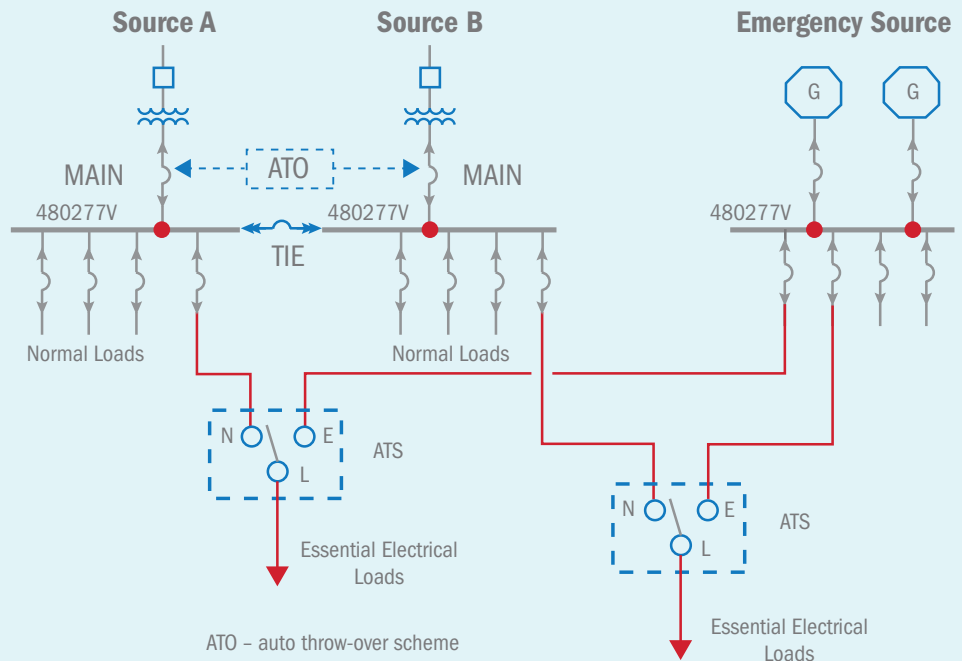 Source A
Source B
Emergency Source
G
G
MAIN
ATO
MAIN
480277V
480277V
480277V
TIE
Normal Loads
Normal Loads
N
E
ATS
L
N
E
ATS
L
Essential Electrical
Loads
Essential Electrical
Loads
ATO – auto throw-over scheme